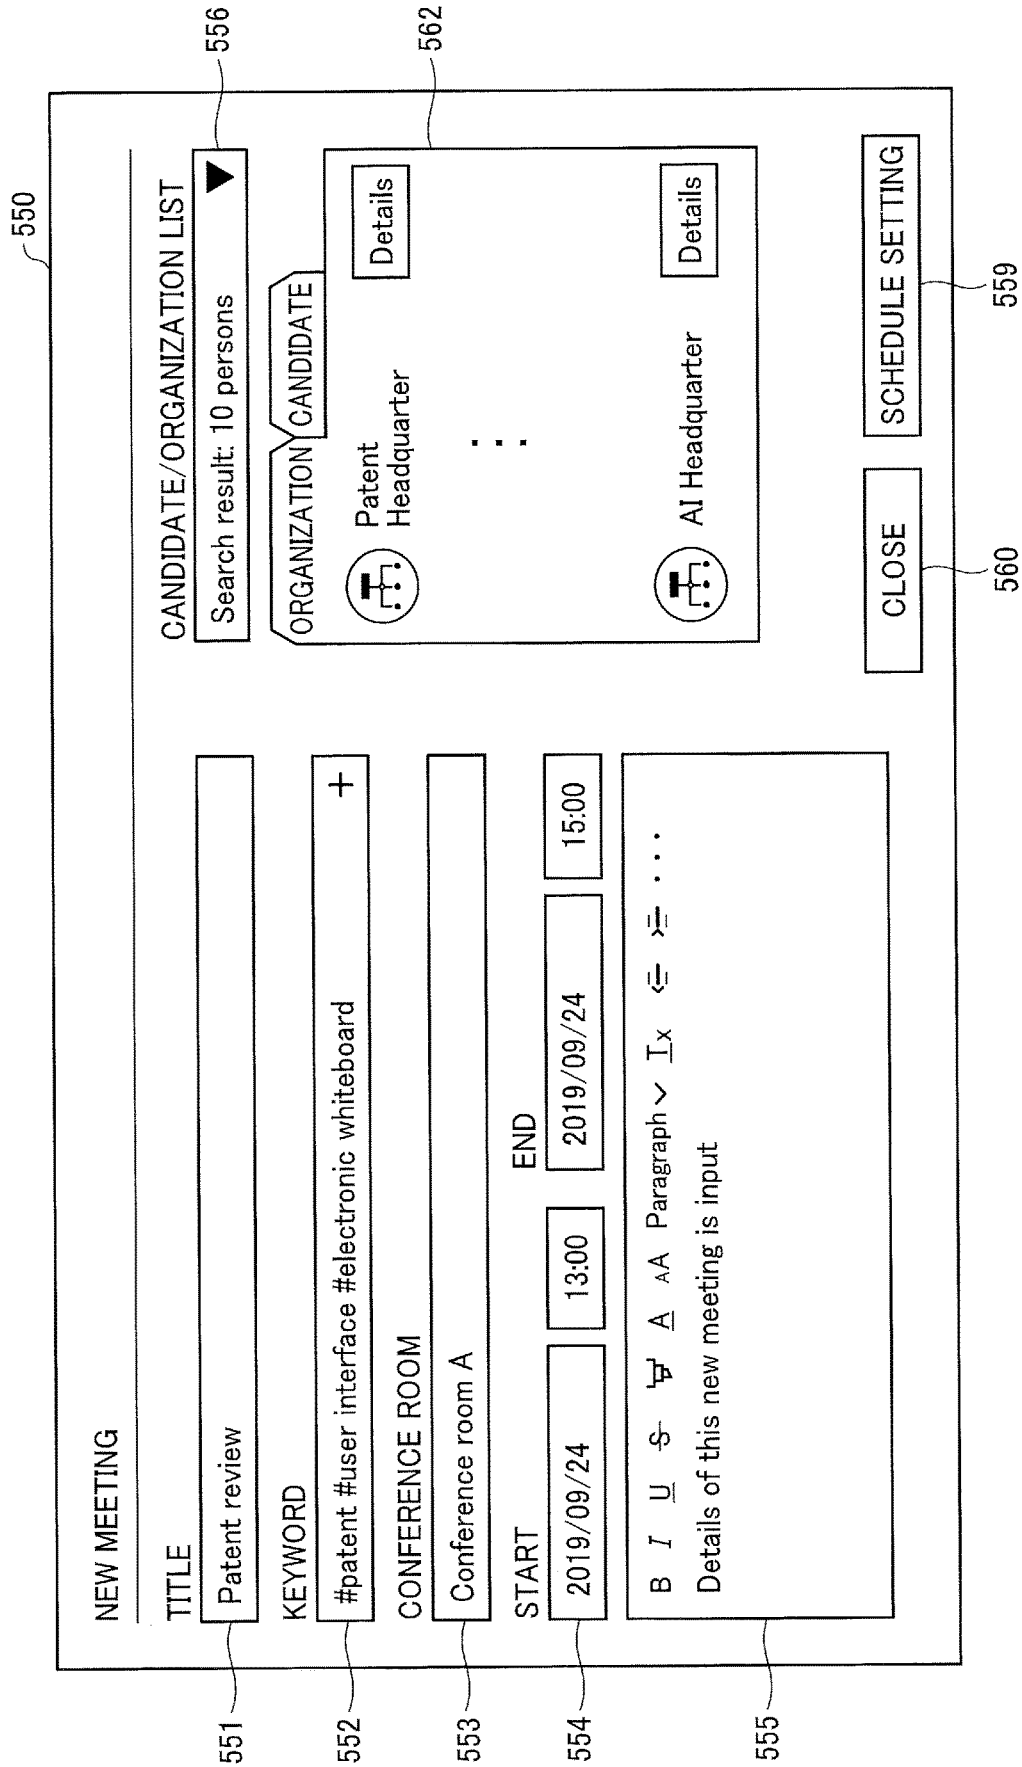 550
NEW MEETING
TITLE
551
Patent review
KEYWORD
552
#patent #user interface #electronic whiteboard +
CONFERENCE ROOM
553
Conference room A
START
END
554
2019/09/24
13:00
2019/09/24
15:00
555
B I U S A AA Paragraph Ix ...
Details of this new meeting is input
CANDIDATE/ORGANIZATION LIST
Search result: 10 persons ▼
556
ORGANIZATION
CANDIDATE
562
Patent
Headquarter
Details
...
AI Headquarter
Details
CLOSE
560
SCHEDULE SETTING
559